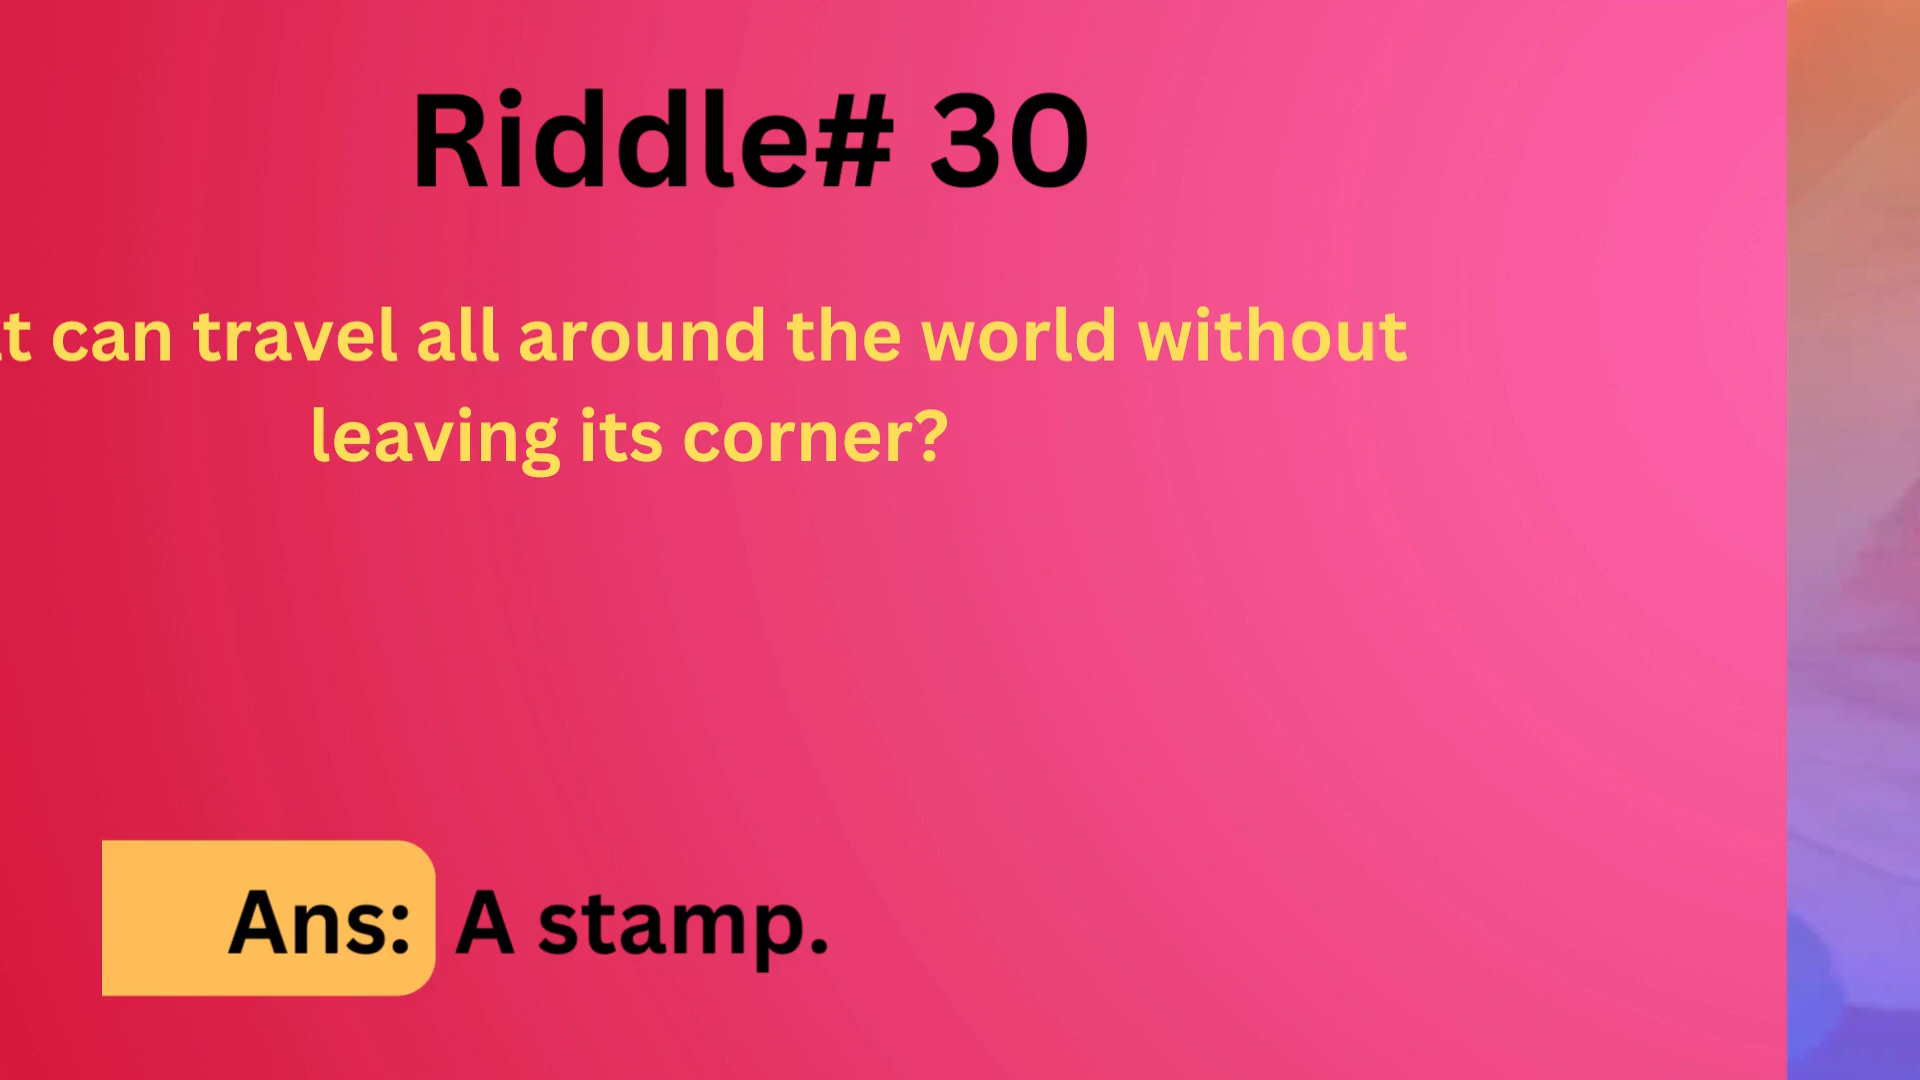 Riddle# 30
can travel all around the world without
leaving its corner?
Ans: A stamp.